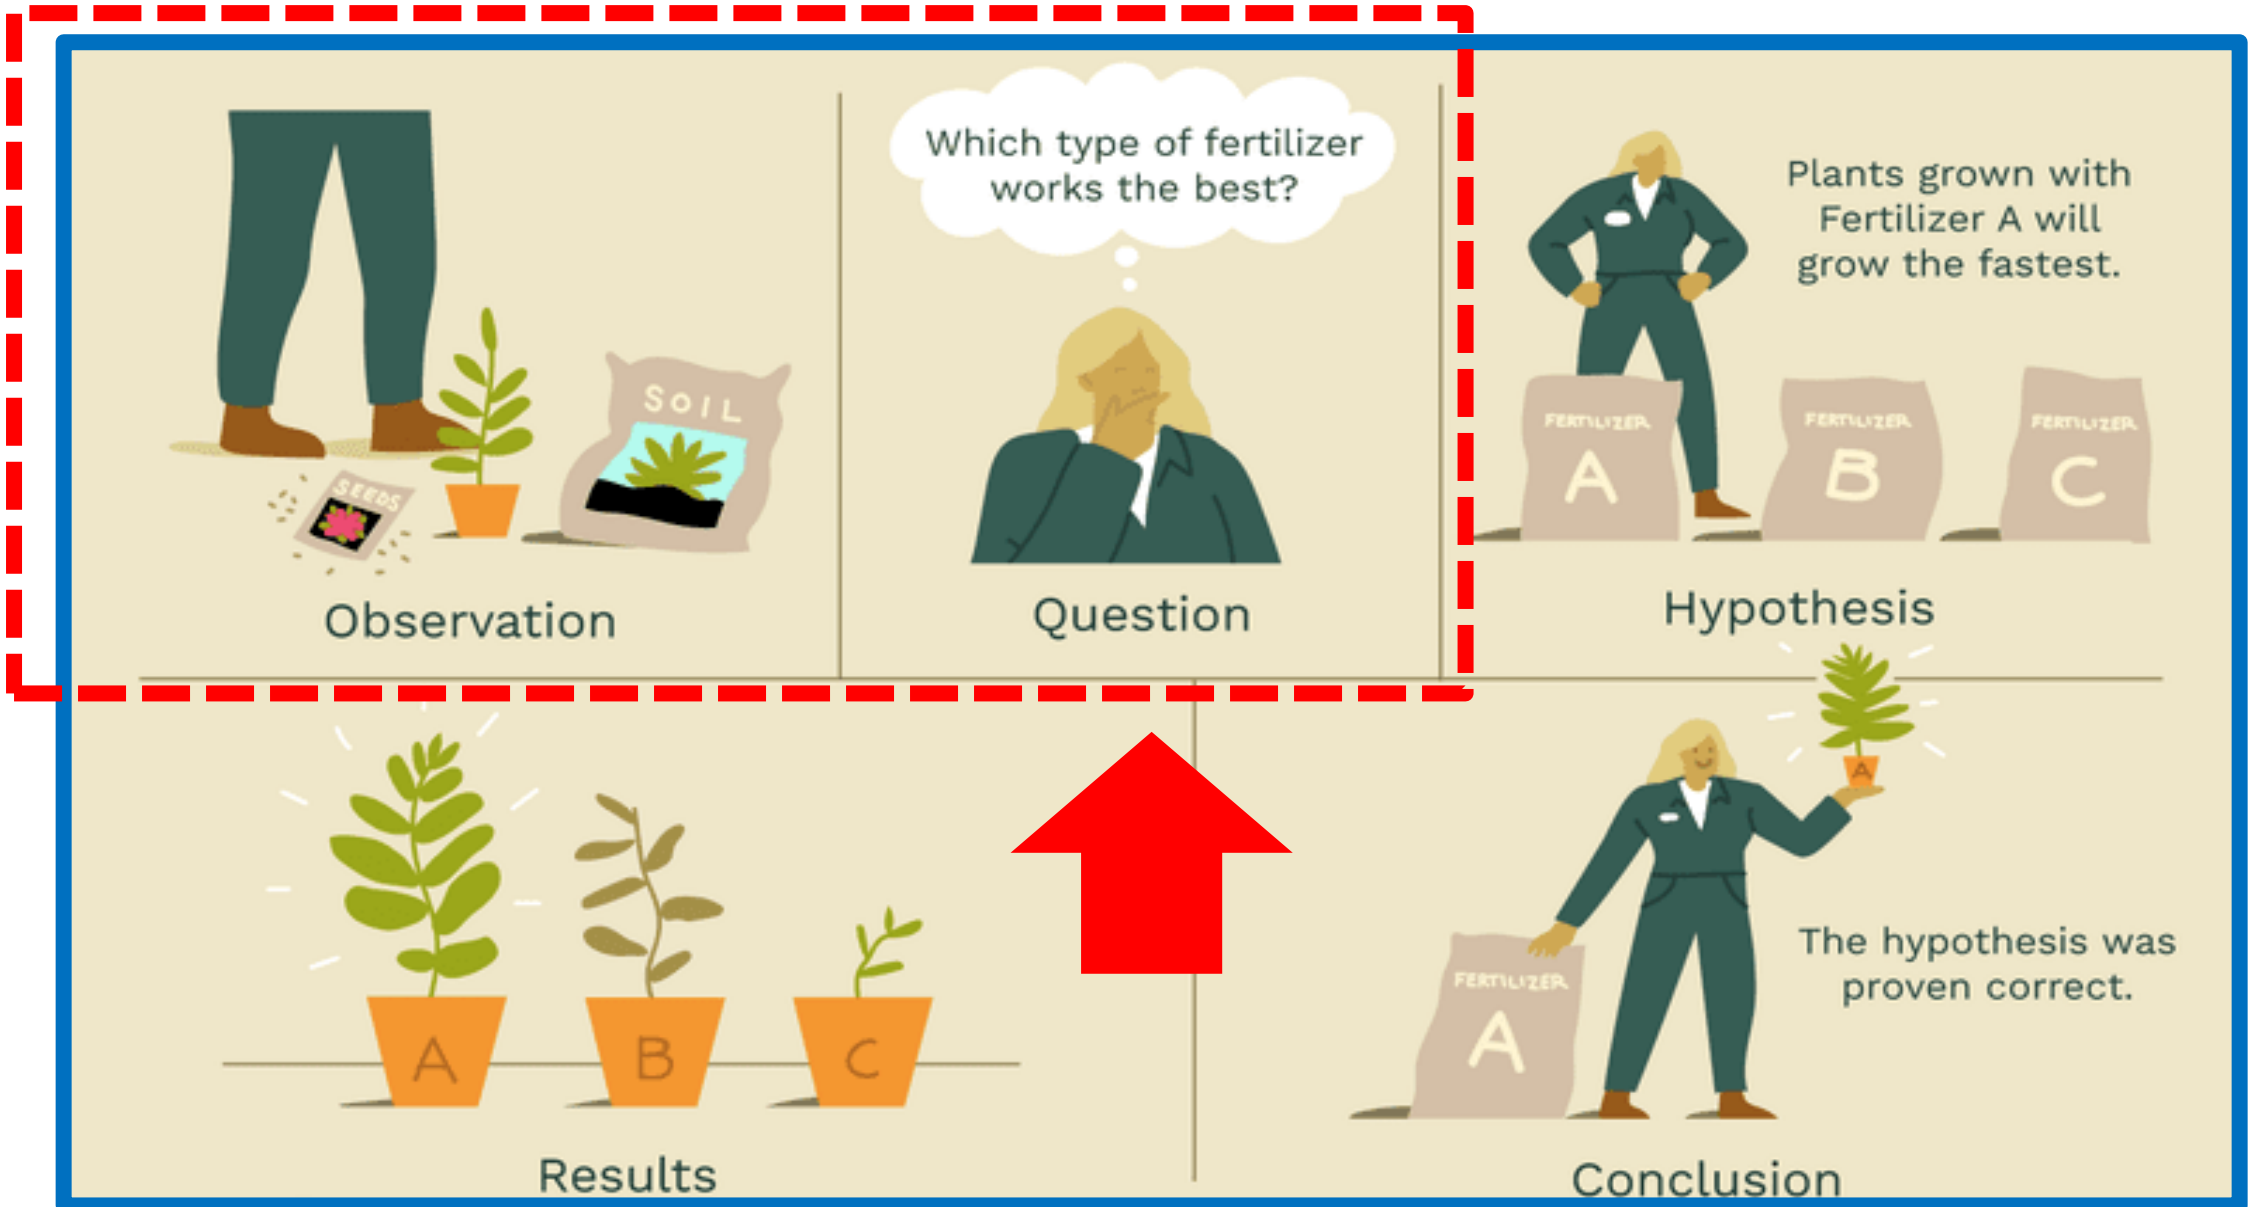 SOIL
SEEDS
Observation
Which type of fertilizer
works the best?
Question
Plants grown with
Fertilizer A will
grow the fastest.
FERTILIZER
A
FERTILIZER
B
FERTILIZER
C
Hypothesis
A
B
C
Results
A
The hypothesis was
proven correct.
FERTILIZER
A
Conclusion